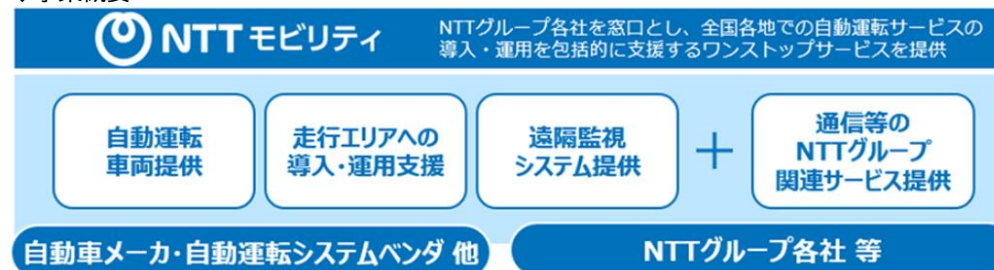 NTT モビリティ
NTTグループ各社を窓口とし、全国各地での自動運転サービスの
導入・運用を包括的に支援するワンストップサービスを提供
自動運転
車両提供
走行エリアへの
導入・運用支援
遠隔監視
システム提供
+
通信等の
NTTグループ
関連サービス提供
自動車メーカ・自動運転システムベンダ 他
NTTグループ各社 等